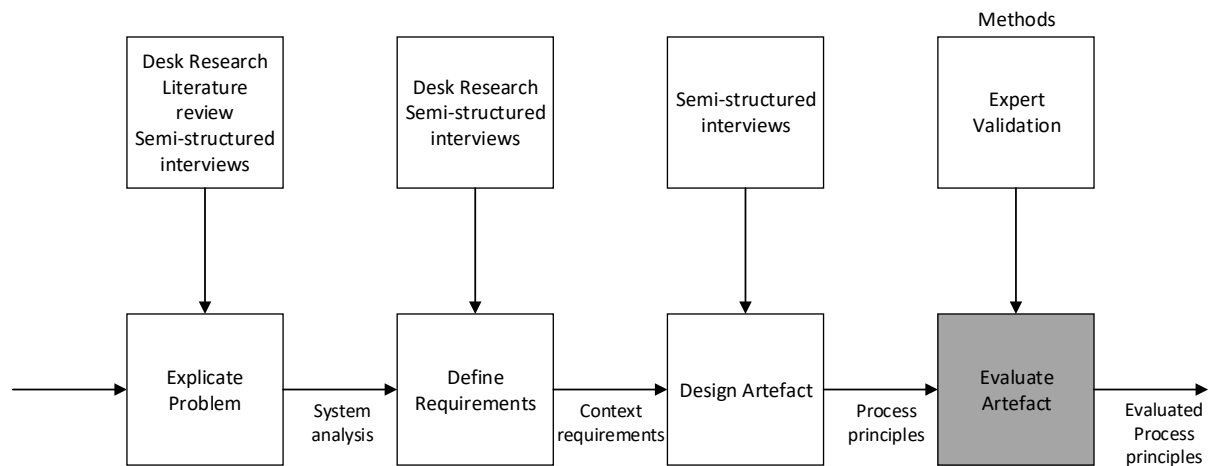 Methods
Desk Research
Literature
review
Semi-structured
interviews
Desk Research
Semi-structured
interviews
Semi-structured
interviews
Expert
Validation
Explicate
Problem
System
analysis
Define
Requirements
Context
requirements
Design Artefact
Process
principles
Evaluate
Artefact
Evaluated
Process
principles